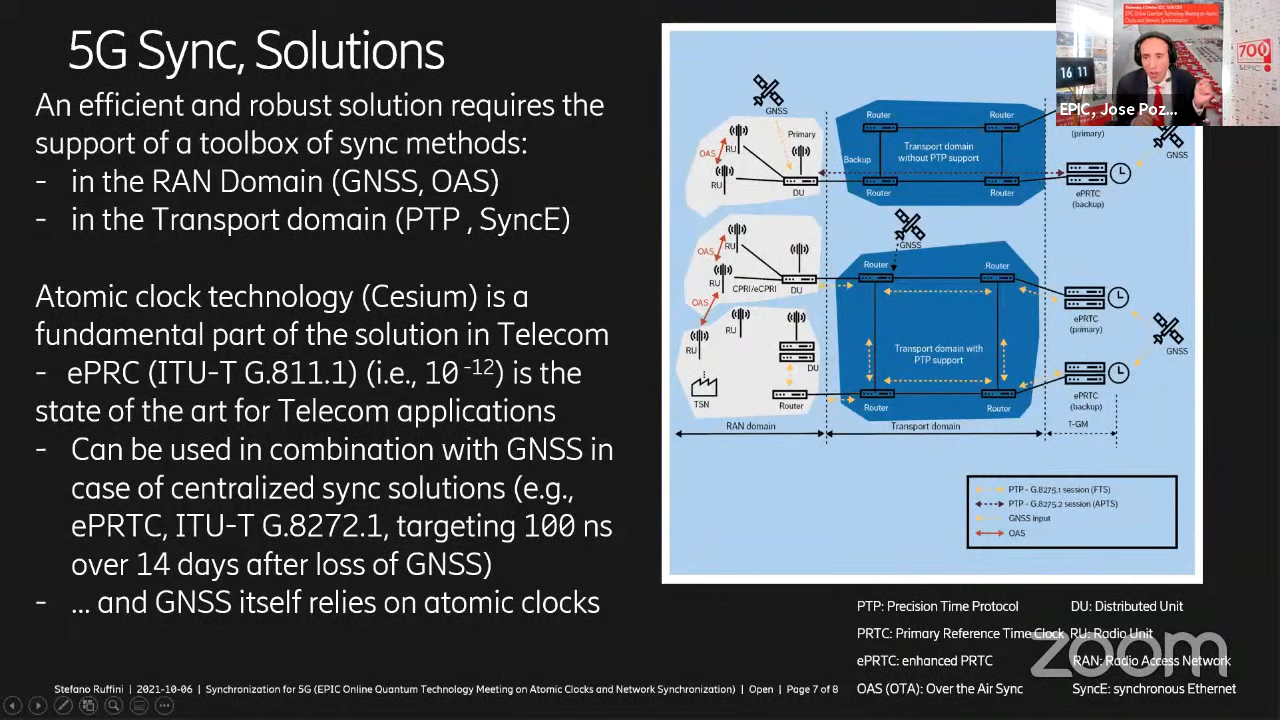 5G Sync, Solutions
An efficient and robust solution requires the
support of a toolbox of sync methods:
- in the RAN Domain (GNSS, OAS)
- in the Transport domain (PTP , SyncE)
Atomic clock technology (Cesium) is a
fundamental part of the solution in Telecom
- ePRC (ITU-T G.811.1) (i.e., 10 -12) is the
state of the art for Telecom applications
- Can be used in combination with GNSS in
case of centralized sync solutions (e.g.,
ePRTC, ITU-T G.8272.1, targeting 100 ns
over 14 days after loss of GNSS)
- ... and GNSS itself relies on atomic clocks
GNSS
Router
Router
OAS
RU
Primary
Transport domain
without PTP support
Backup
RU
DU
Router
Router
(primary)
GNSS
ePRTC
(backup)
GNSS
OAS
RU
Router
Router
RU
CPRI/eCPRI
DU
OAS
RU
RU
ePRTC
(primary)
Transport domain with
PTP support
GNSS
DU
TSN
Router
Router
Router
ePRTC
(backup)
RAN domain
Transport domain
T-GM
PTP - G.8275.1 session (FTS)
PTP - G.8275.2 session (APTS)
GNSS input
OAS
16 11
700
EPIC
EPIC, Jose Poz...
PTP: Precision Time Protocol
DU: Distributed Unit
PRTC: Primary Reference Time Clock
RU: Radio Unit
ePRTC: enhanced PRTC
RAN: Radio Access Network
OAS (OTA): Over the Air Sync
SyncE: synchronous Ethernet
zoom
Stefano Ruffini | 2021-10-06 | Synchronization for 5G (EPIC Online Quantum Technology Meeting on Atomic Clocks and Network Synchronization) | Open | Page 7 of 8